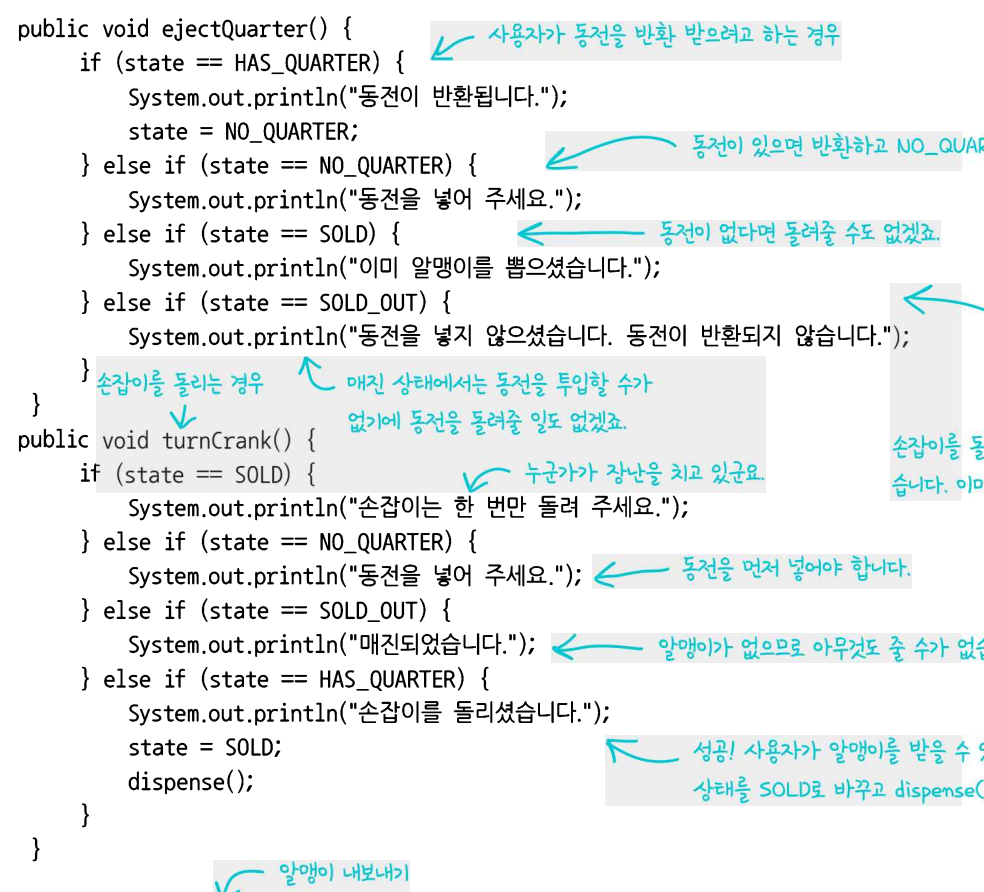 public void ejectQuarter() {
사용자가 동전을 반환 받으려고 하는 경우
if (state == HAS_QUARTER) {
System.out.println("동전이 반환됩니다.");
state = NO_QUARTER;
동전이 있으면 반환하고 NO_QUAR
} else if (state == NO_QUARTER) {
System.out.println("동전을 넣어 주세요.");
} else if (state == SOLD) {
동전이 없다면 돌려줄 수도 없겠죠.
System.out.println("이미 알맹이를 뽑으셨습니다.");
} else if (state == SOLD_OUT) {
System.out.println("동전을 넣지 않으셨습니다. 동전이 반환되지 않습니다.");
}
손잡이를 돌리는 경우
매진 상태에서는 동전을 투입할 수가
없기에 동전을 돌려줄 일도 없겠죠.
}
public void turnCrank() {
손잡이를 돌
if (state == SOLD) {
누군가가 장난을 치고 있군요.
습니다. 이미
System.out.println("손잡이는 한 번만 돌려 주세요.");
} else if (state == NO_QUARTER) {
System.out.println("동전을 넣어 주세요.");
동전을 먼저 넣어야 합니다.
} else if (state == SOLD_OUT) {
System.out.println("매진되었습니다.");
알맹이가 없으므로 아무것도 줄 수가 없습
} else if (state == HAS_QUARTER) {
System.out.println("손잡이를 돌리셨습니다.");
state = SOLD;
성공! 사용자가 알맹이를 받을 수
dispense();
상태를 SOLD로 바꾸고 dispense(
}
}
알맹이 내보내기